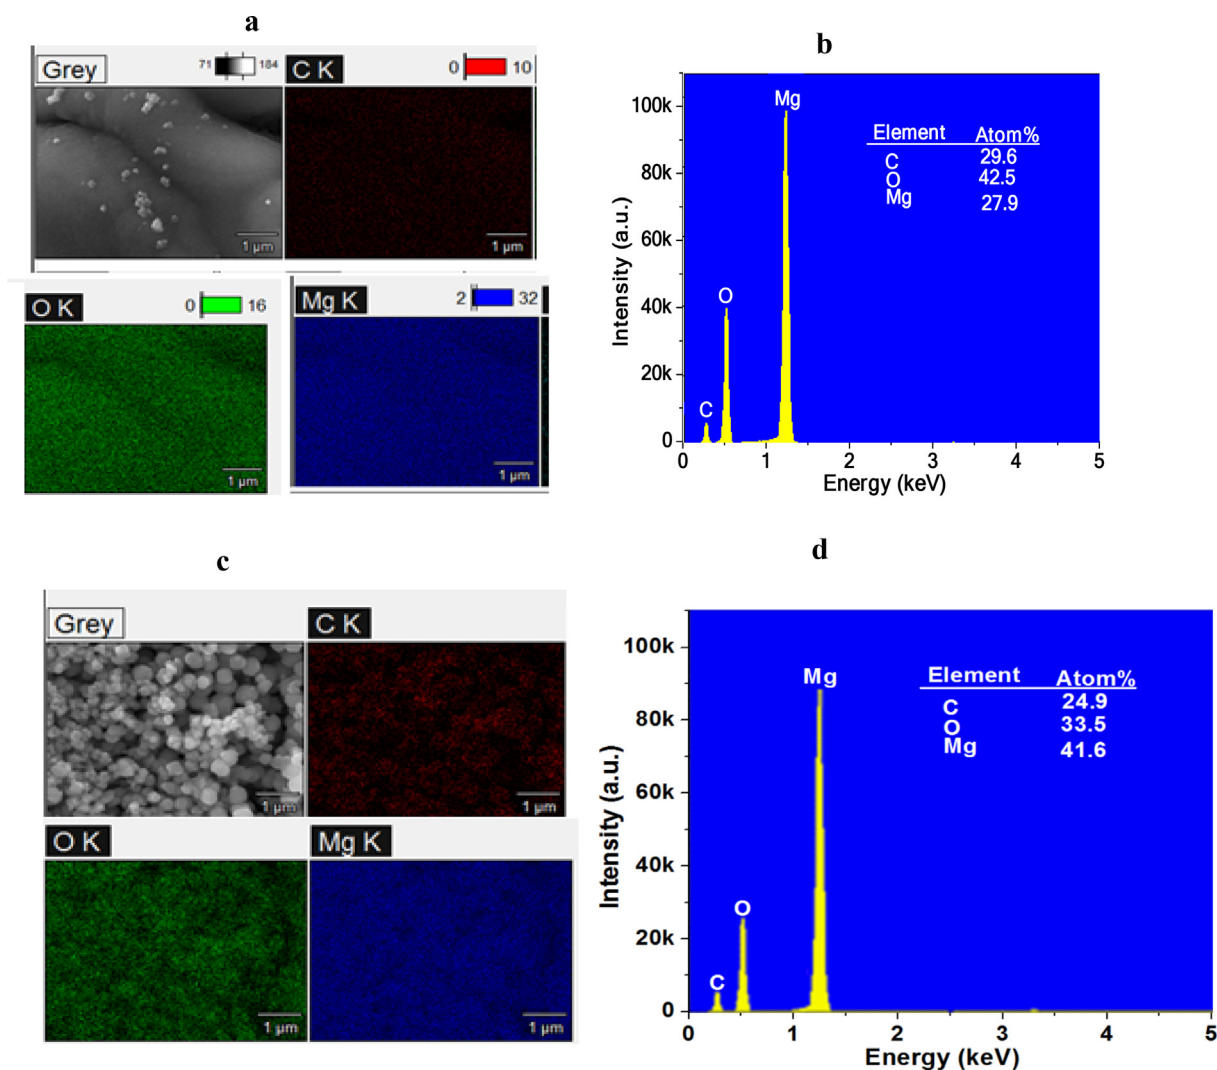 a
Grey 71 184 C K 0 10
1 µm 1 µm
O K 0 16 Mg K 2 32
1 µm 1 µm
b
100k
80k
60k
40k
20k
0
Intensity (a.u.)
Mg
O
C
Element Atom%
C 29.6
O 42.5
Mg 27.9
0 1 2 3 4 5
Energy (keV)
c
Grey C K
1 µm 1 µm
O K Mg K
1 µm 1 µm
d
100k
80k
60k
40k
20k
0
Intensity (a.u.)
Mg
O
C
Element Atom%
C 24.9
O 33.5
Mg 41.6
0 1 2 3 4 5
Energy (keV)